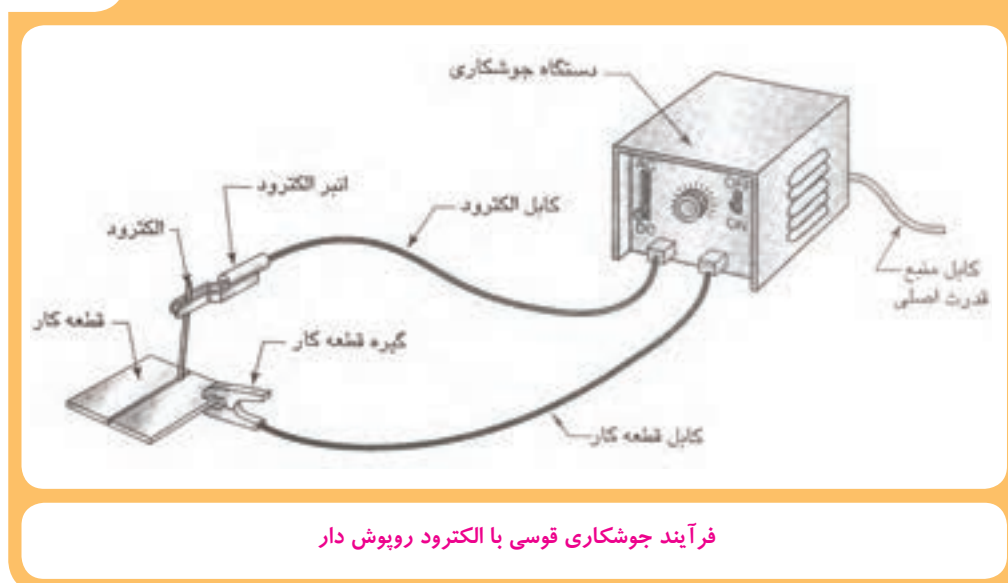 دستگاه جوشکاری
انبر الکترود
الکترود
کابل الکترود
کابل منبع
قدرت اصلی
قطعه کار
گیره قطعه کار
کابل قطعه کار
DC
ON
فرآیند جوشکاری قوسی با الکترود روپوش دار